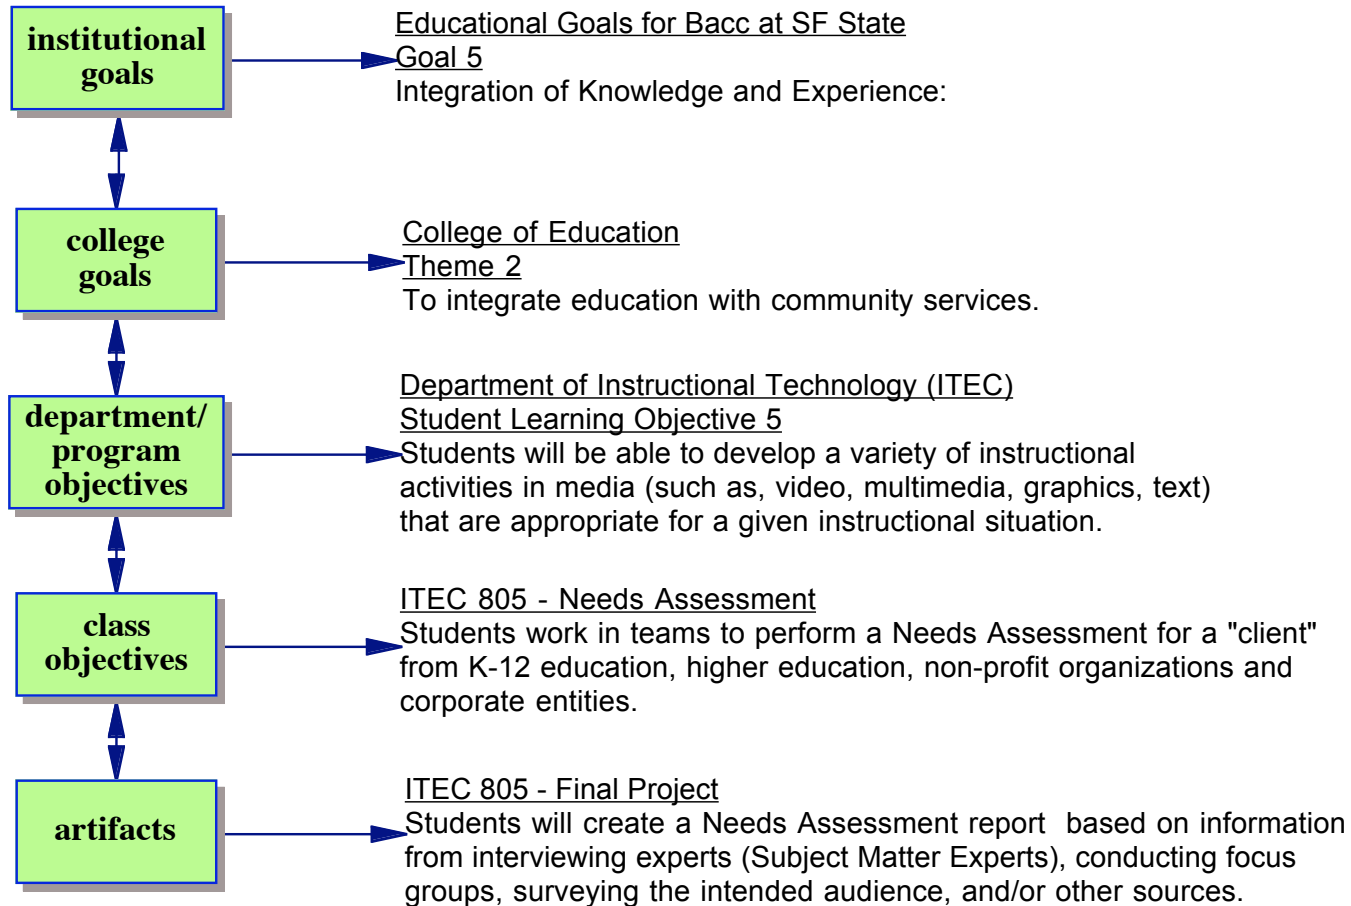 institutional
goals
Educational Goals for Bacc at SF State
Goal 5
Integration of Knowledge and Experience:
college
goals
College of Education
Theme 2
To integrate education with community services.
department/
program
objectives
Department of Instructional Technology (ITEC)
Student Learning Objective 5
Students will be able to develop a variety of instructional
activities in media (such as, video, multimedia, graphics, text)
that are appropriate for a given instructional situation.
class
objectives
ITEC 805 - Needs Assessment
Students work in teams to perform a Needs Assessment for a "client"
from K-12 education, higher education, non-profit organizations and
corporate entities.
artifacts
ITEC 805 - Final Project
Students will create a Needs Assessment report  based on information
from interviewing experts (Subject Matter Experts), conducting focus
groups, surveying the intended audience, and/or other sources.